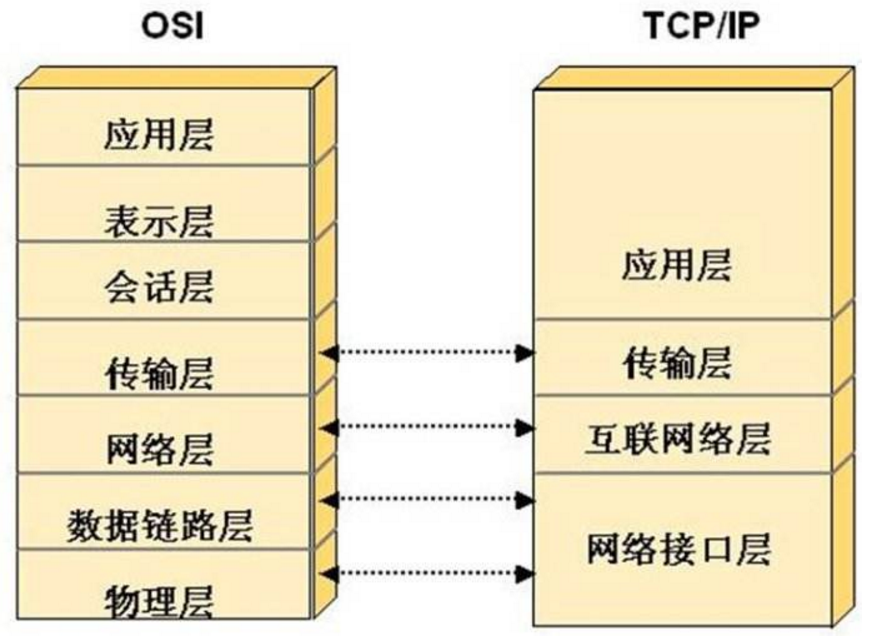 OSI
TCP/IP
应用层
表示层
会话层
传输层
网络层
数据链路层
物理层
应用层
传输层
互联网络层
网络接口层